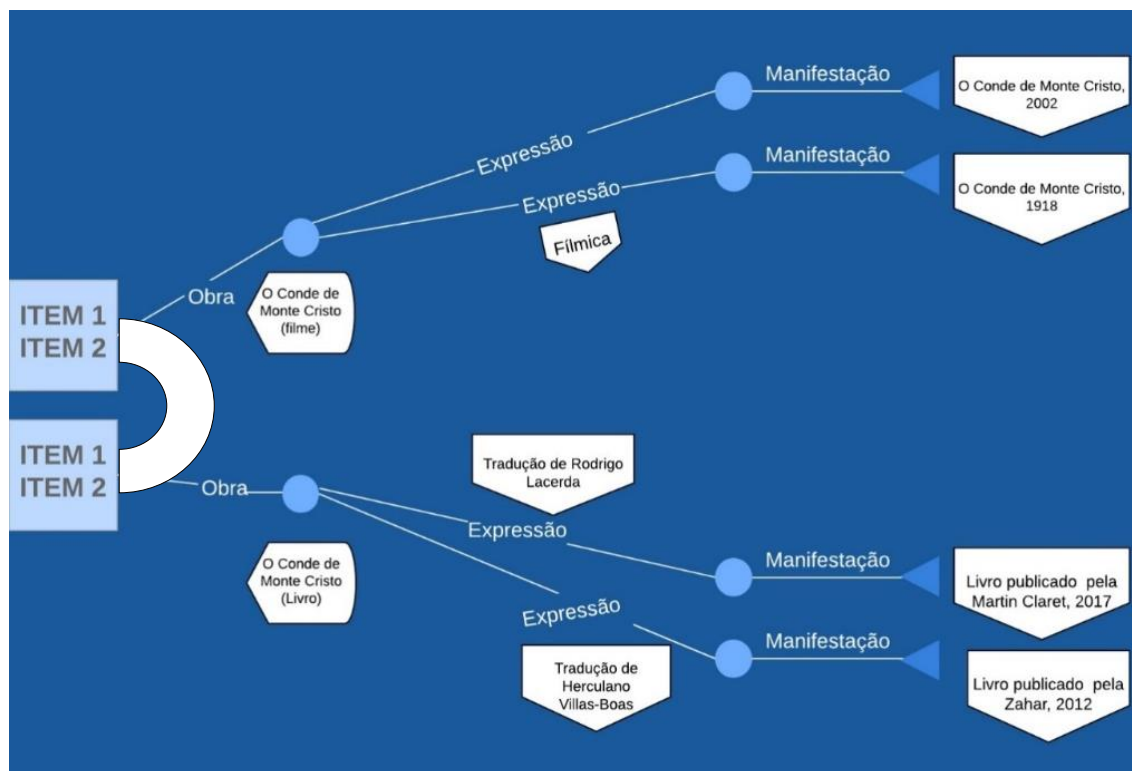 Manifestação
O Conde de Monte Cristo,
2002
Expressão
Manifestação
O Conde de Monte Cristo,
1918
Expressão
Fílmica
Obra
O Conde de
Monte Cristo
(filme)
ITEM 1
ITEM 2
ITEM 1
ITEM 2
Obra
O Conde de
Monte Cristo
(Livro)
Tradução de Rodrigo
Lacerda
Expressão
Manifestação
Livro publicado pela
Martin Claret, 2017
Expressão
Tradução de
Herculano
Villas-Boas
Manifestação
Livro publicado pela
Zahar, 2012